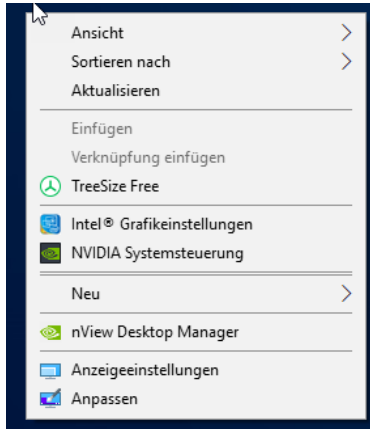 Ansicht
Sortieren nach
Aktualisieren
Einfügen
Verknüpfung einfügen
TreeSize Free
Intel® Grafikeinstellungen
NVIDIA Systemsteuerung
Neu
nView Desktop Manager
Anzeigeeinstellungen
Anpassen